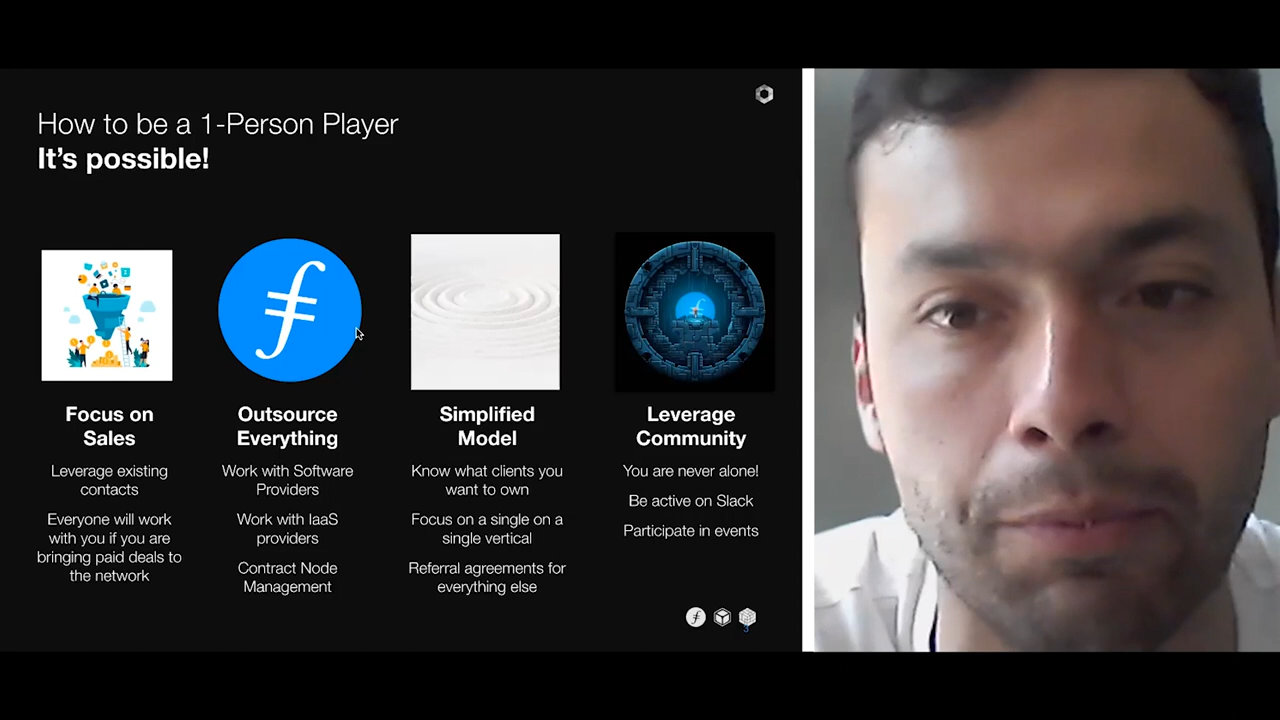 How to be a 1-Person Player
It's possible!
Focus on
Sales
Leverage existing
contacts
Everyone will work
with you if you are
bringing paid deals to
the network
Outsource
Everything
Work with Software
Providers
Work with IaaS
providers
Contract Node
Management
Simplified
Model
Know what clients you
want to own
Focus on a single on a
single vertical
Referral agreements for
everything else
Leverage
Community
You are never alone!
Be active on Slack
Participate in events
3